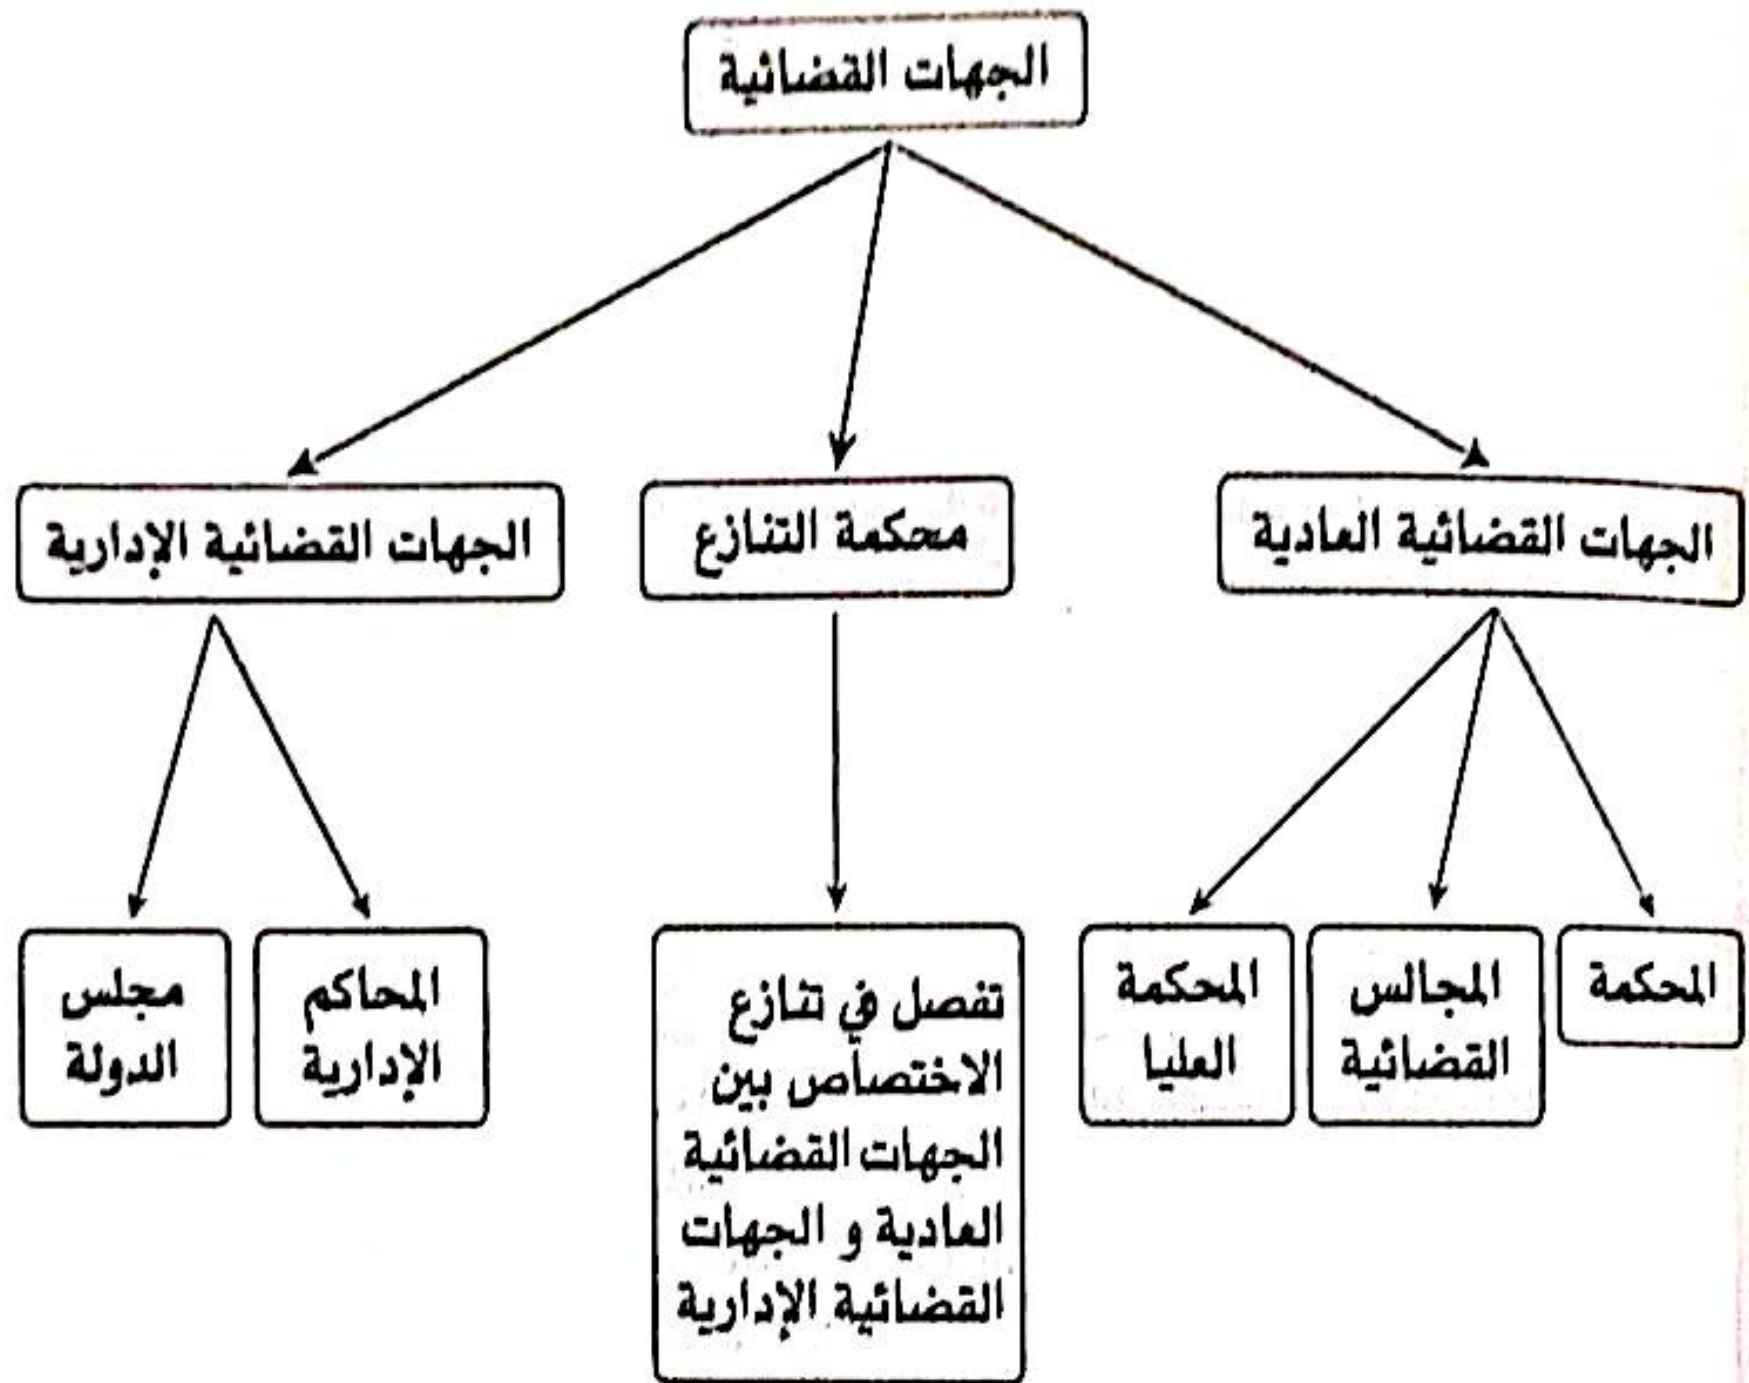 الجهات القضائية
الجهات القضائية العادية
محكمة التنازع
الجهات القضائية الإدارية
المحكمة
المجالس
القضائية
المحكمة
العليا
تفصل في تنازع
الاختصاص بين
الجهات القضائية
العادية و الجهات
القضائية الإدارية
المحاكم
الإدارية
مجلس
الدولة